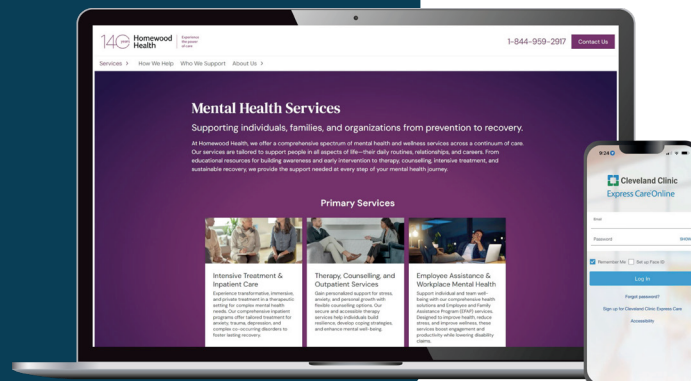 140 years Homewood Health
Experience the power of care
1-844-959-2917
Contact Us
Services > How We Help Who We Support About Us >
Mental Health Services
Supporting individuals, families, and organizations from prevention to recovery.
At Homewood Health, we offer a comprehensive spectrum of mental health and wellness services across a continuum of care.
Our services are tailored to support people in all aspects of life—their daily routines, relationships, and careers. From
educational resources for building awareness and early intervention to therapy, counselling, intensive treatment, and
sustainable recovery, we provide the support needed at every step of your mental health journey.
Primary Services
Intensive Treatment &
Inpatient Care
Experience transformative, immersive,
and private treatment in a therapeutic
setting for complex mental health
needs. Our comprehensive inpatient
programs offer tailored treatment for
anxiety, trauma, depression, and
complex co-occurring disorders to
foster lasting recovery.
Therapy, Counselling, and
Outpatient Services
Gain personalized support for stress,
anxiety, and personal growth with
flexible counselling options. Our
secure and accessible therapy
services help individuals build
resilience, develop coping strategies,
and enhance mental well-being.
Employee Assistance &
Workplace Mental Health
Support individual and team well-
being with our comprehensive health
solutions and Employee and Family
Assistance Program (EFAP) services.
Designed to improve health, reduce
stress, and improve wellness, these
services boost engagement and
productivity while lowering disability
claims.
9:24
Cleveland Clinic
Express Care Online
Email
Password
SHOW
Remember Me Set up Face ID
Log In
Forgot password?
Sign up for Cleveland Clinic Express Care
Accessibility